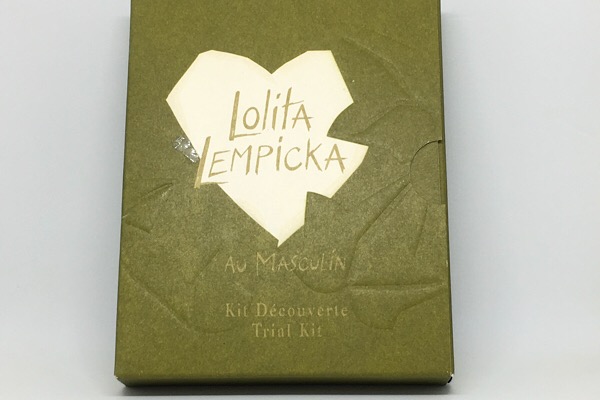 Lolita
LEMPICKA
AU MASCULIN
Kit Découverte
Trial Kit